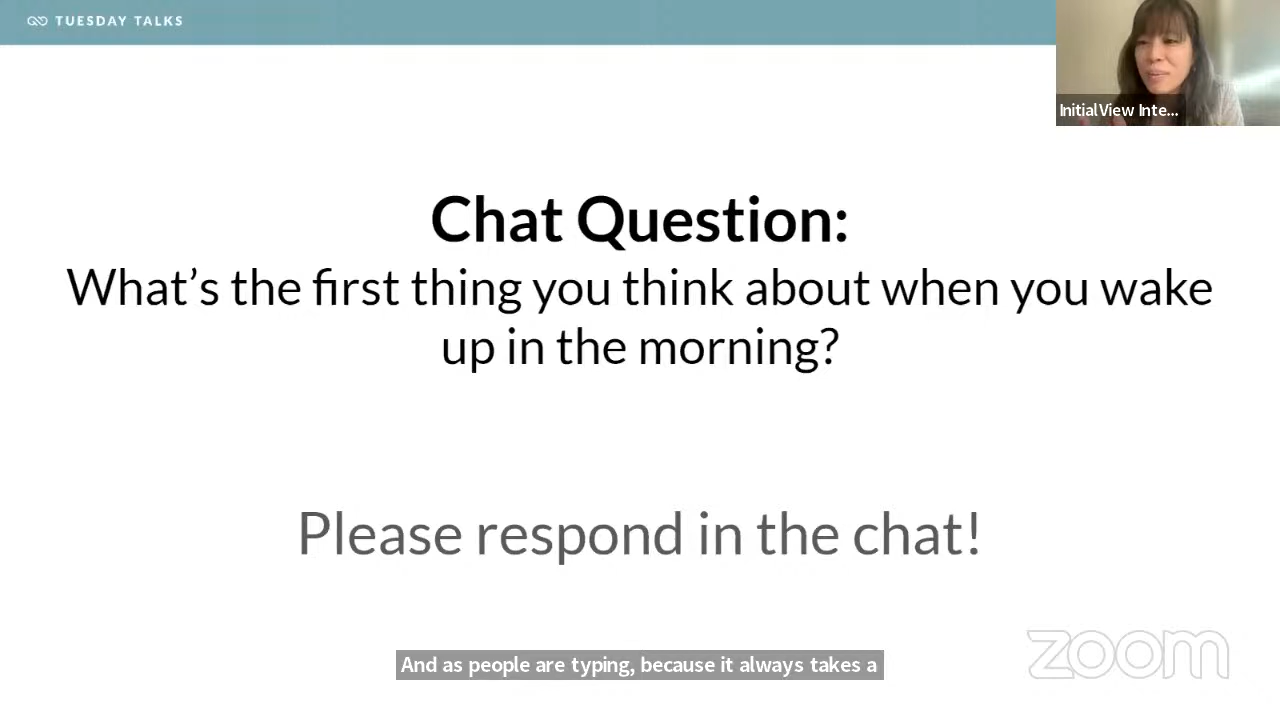 TUESDAY TALKS
InitialView Inte...
Chat Question:
What's the first thing you think about when you wake
up in the morning?
Please respond in the chat!
And as people are typing, because it always takes a
zoom